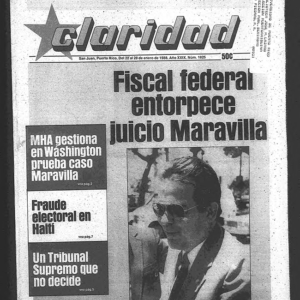 claridad
San Juan, Puerto Rico, Del 22 al 28 de enero de 1988, Año XXIX, Núm. 1825
50¢
Fiscal federal
entorpece
juicio Maravilla
MHA gestiona
en Washington
prueba caso
Maravilla
Fraude
electoral en
Haití
Un Tribunal
Supremo que
no decide